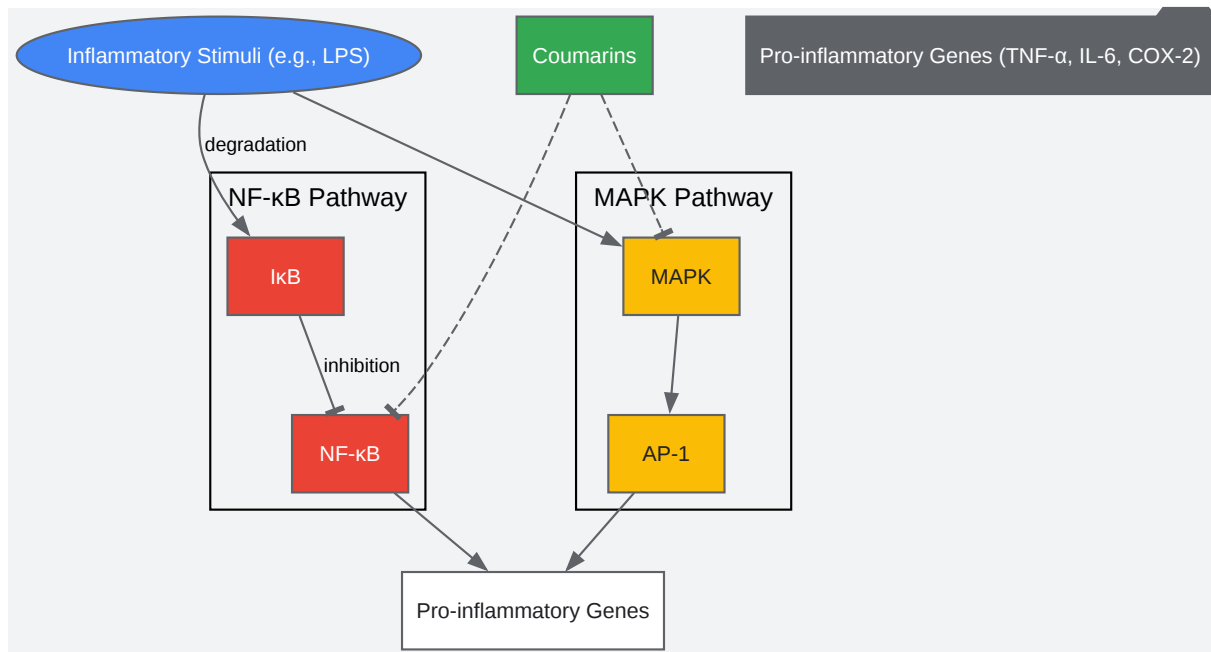 Inflammatory Stimuli (e.g., LPS)
Coumarins
Pro-inflammatory Genes (TNF-α, IL-6, COX-2)
degradation
NF-κB Pathway
MAPK Pathway
IκB
MAPK
inhibition
NF-κB
AP-1
Pro-inflammatory Genes